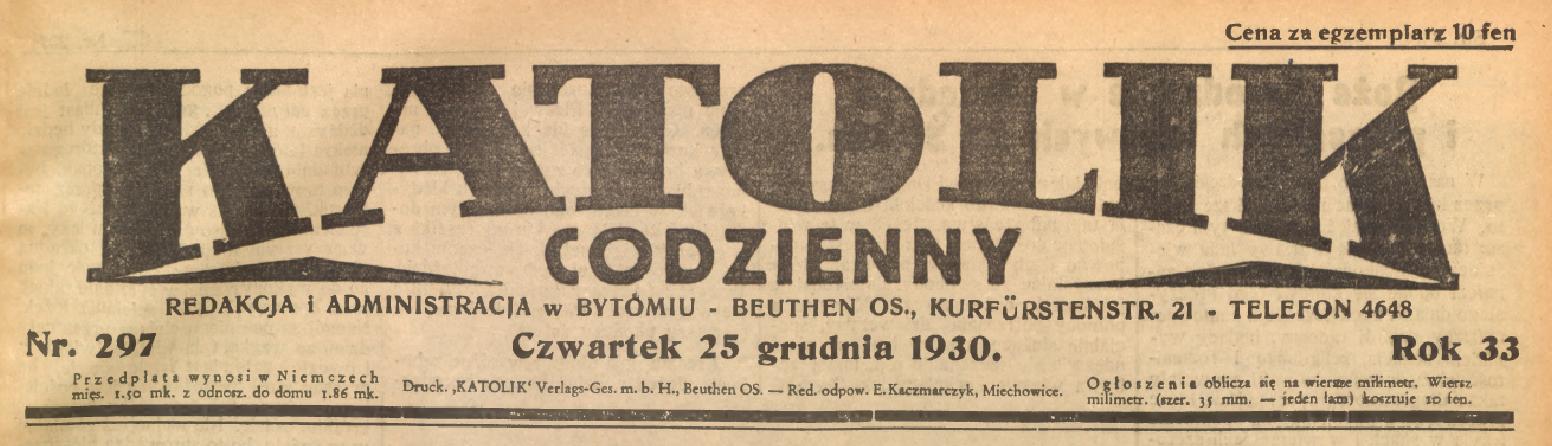 Cena za egzemplarz 10 fen
KATOLIK
CODZIENNY
REDAKCJA i ADMINISTRACJA w BYTOMIU - BEUTHEN OS., KURFÜRSTENSTR. 21 - TELEFON 4648
Nr. 297 Czwartek 25 grudnia 1930. Rok 33
Przedpłata wynosi w Niemczech
mies. 1.50 mk. z odnosz. do domu 1.86 mk.
Druck. ‚KATOLIK' Verlags-Ges. m. b. H., Beuthen OS. — Red. odpow. E. Kaczmarczyk, Miechowice.
Ogłoszenia oblicza się na wiersze milimetr. Wiersz
milimetr. (szer. 35 mm. — jeden łam) kosztuje 10 fen.